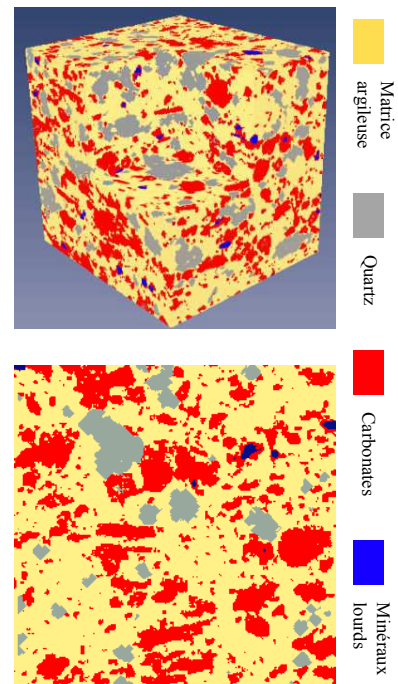 Matrice
argileuse
Quartz
Carbonates
Minéraux
lourds